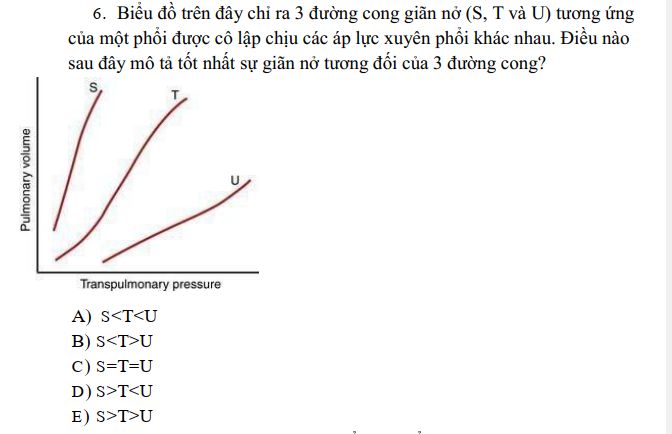 6. Biểu đồ trên đây chỉ ra 3 đường cong giãn nở (S, T và U) tương ứng
của một phổi được cô lập chịu các áp lực xuyên phổi khác nhau. Điều nào
sau đây mô tả tốt nhất sự giãn nở tương đối của 3 đường cong?
S
T
U
Pulmonary volume
Transpulmonary pressure
A) S<T<U
B) S<T>U
C) S=T=U
D) S>T<U
E) S>T>U